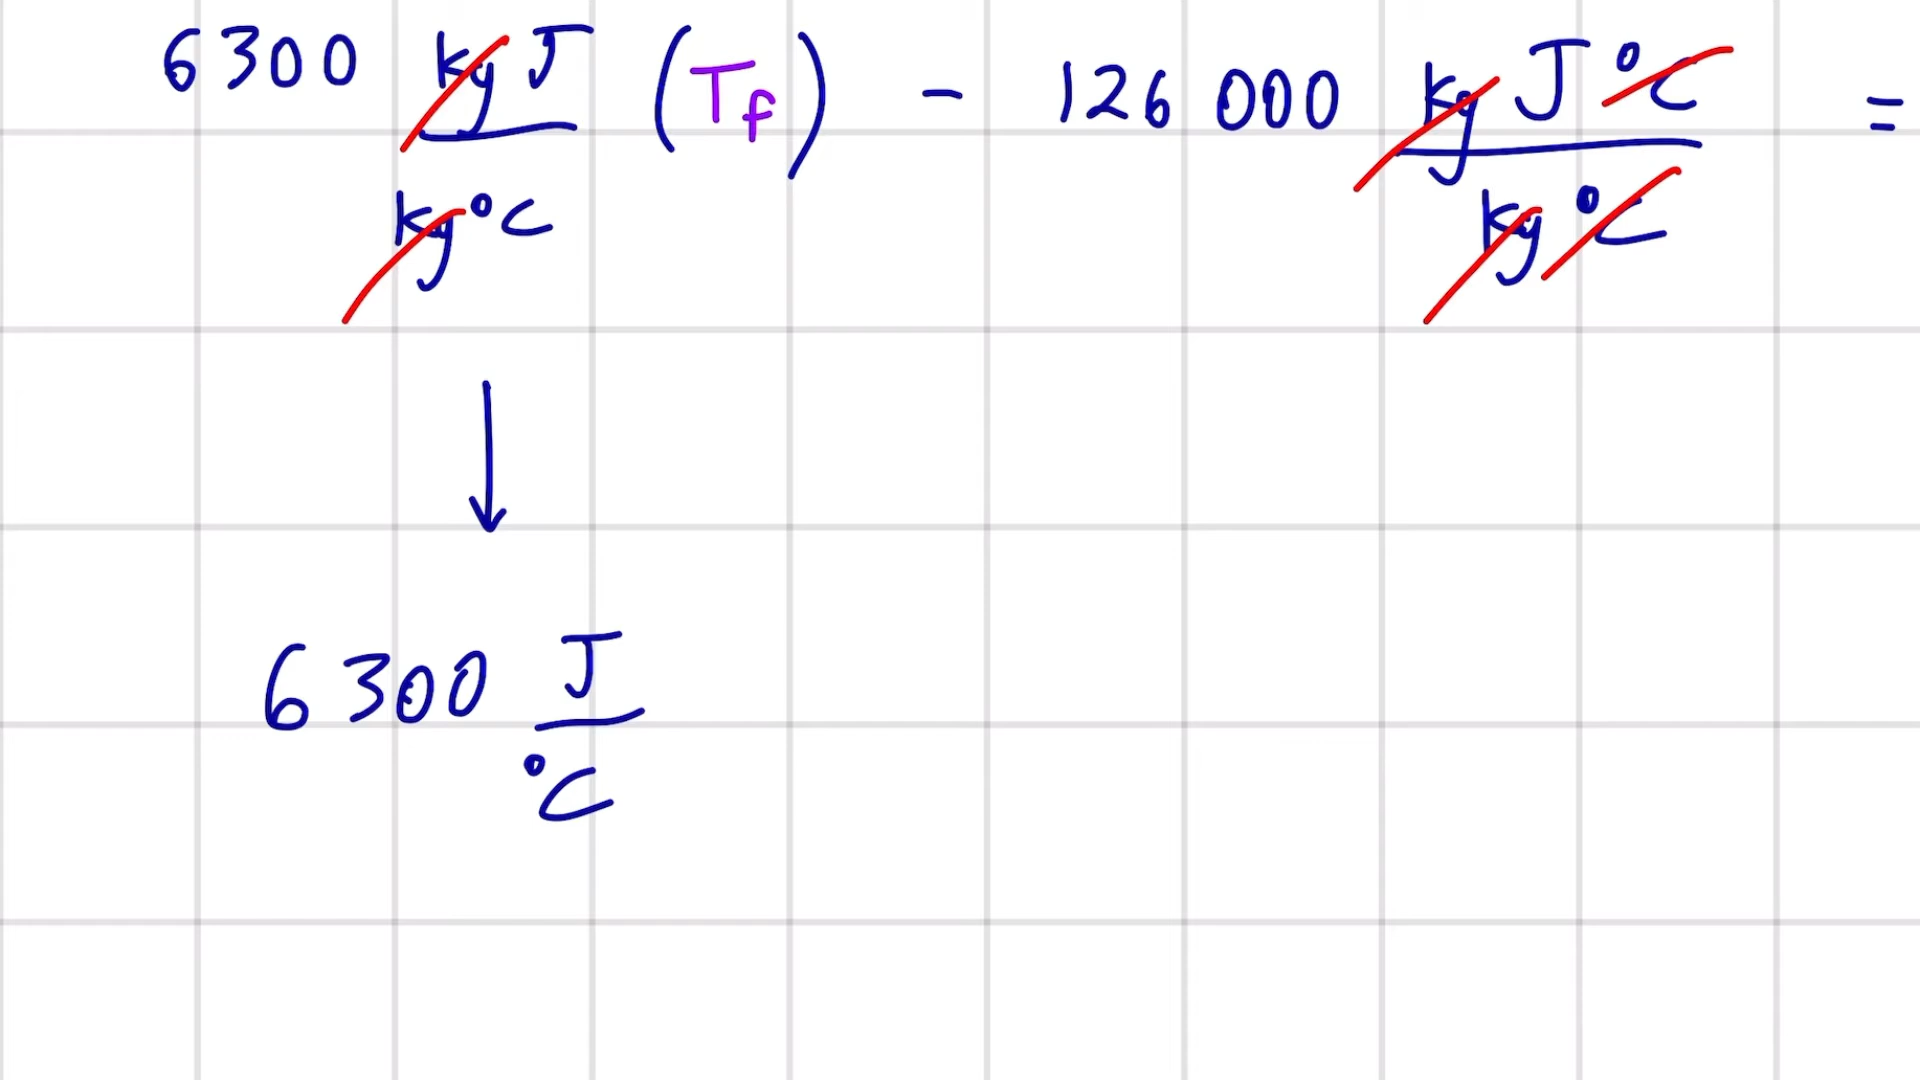 6300 kg J (Tf) - 126 000 kg J °C =
kg °C kg °C
6300 J
°C